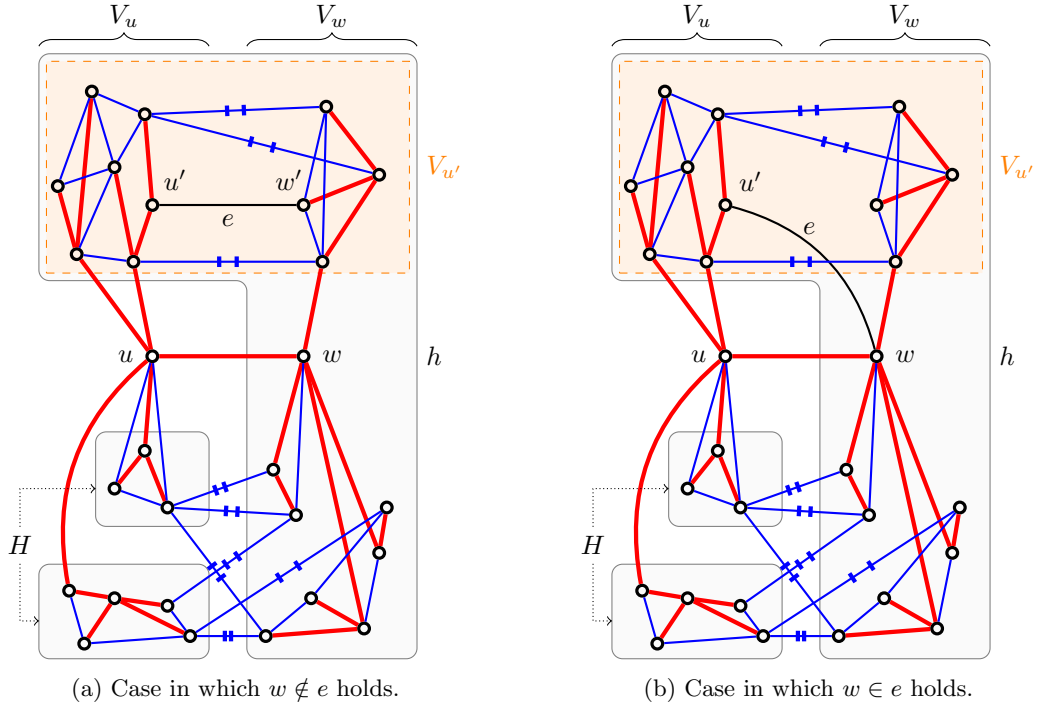 V_u V_w V_u V_w
u′ w′ V_{u′} u′ V_{u′}
e e
u w h u w h
H H
(a) Case in which w ∉ e holds. (b) Case in which w ∈ e holds.